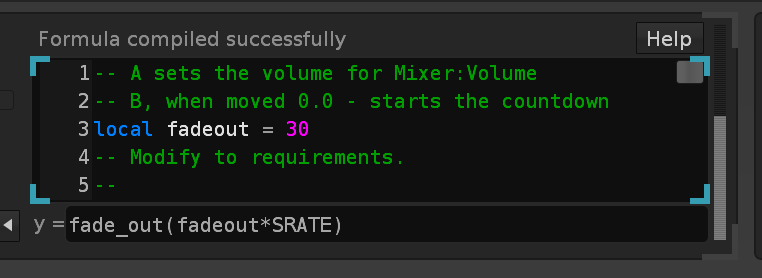 Formula compiled successfully
Help
1 -- A sets the volume for Mixer:Volume
2 -- B, when moved 0.0 - starts the countdown
3 local fadeout = 30
4 -- Modify to requirements.
5 --
y = fade_out(fadeout*SRATE)